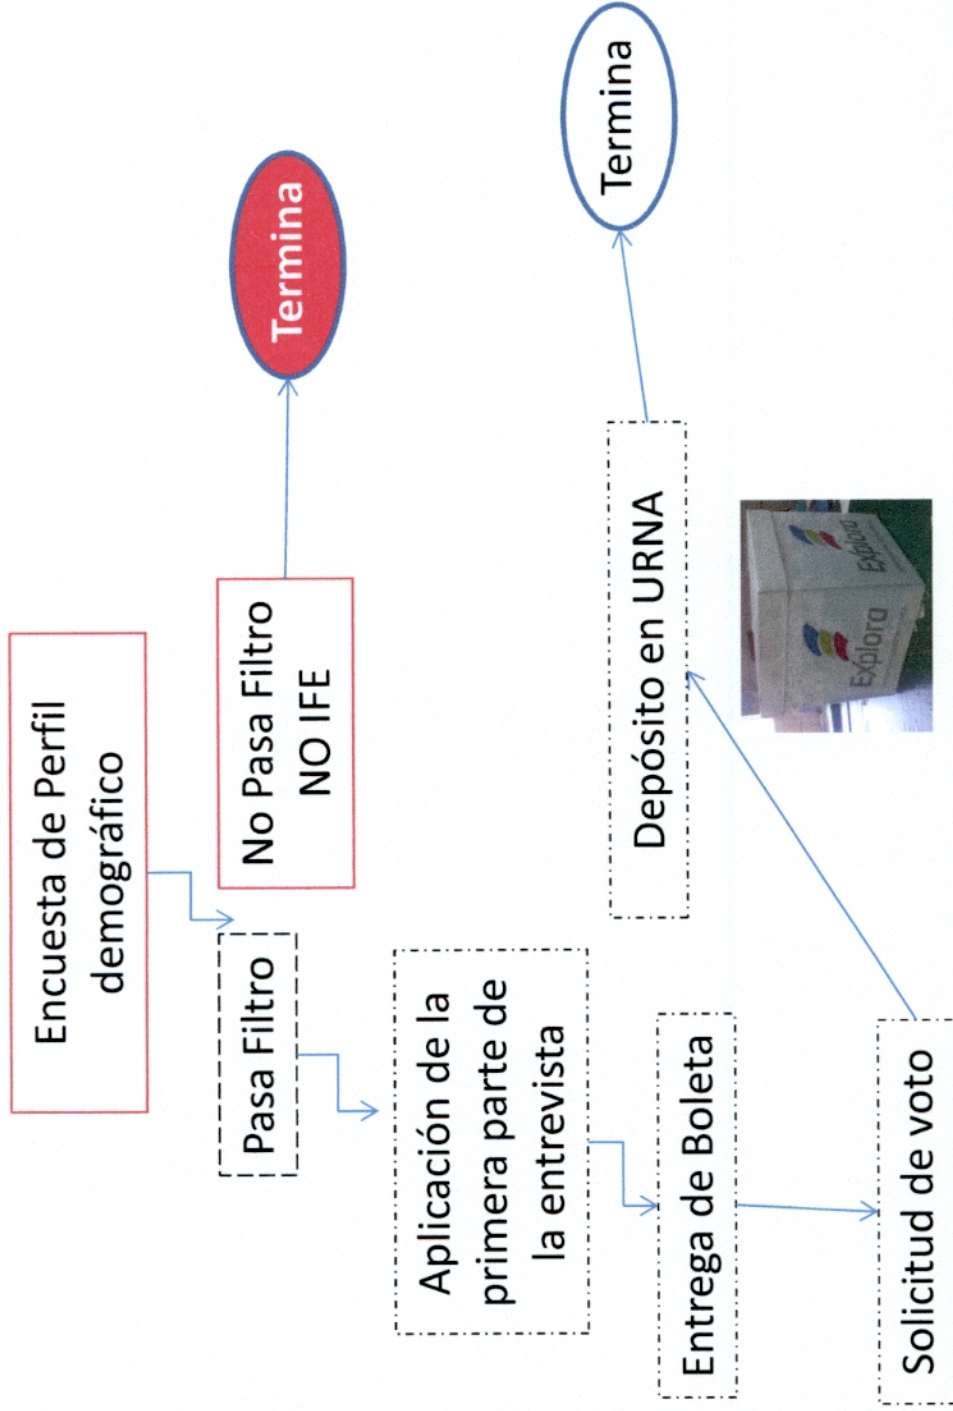 Encuesta de Perfil
demográfico
Pasa Filtro
No Pasa Filtro
NO IFE
Termina
Aplicación de la
primera parte de
la entrevista
Entrega de Boleta
Solicitud de voto
Depósito en URNA
Termina
Explora
Explora